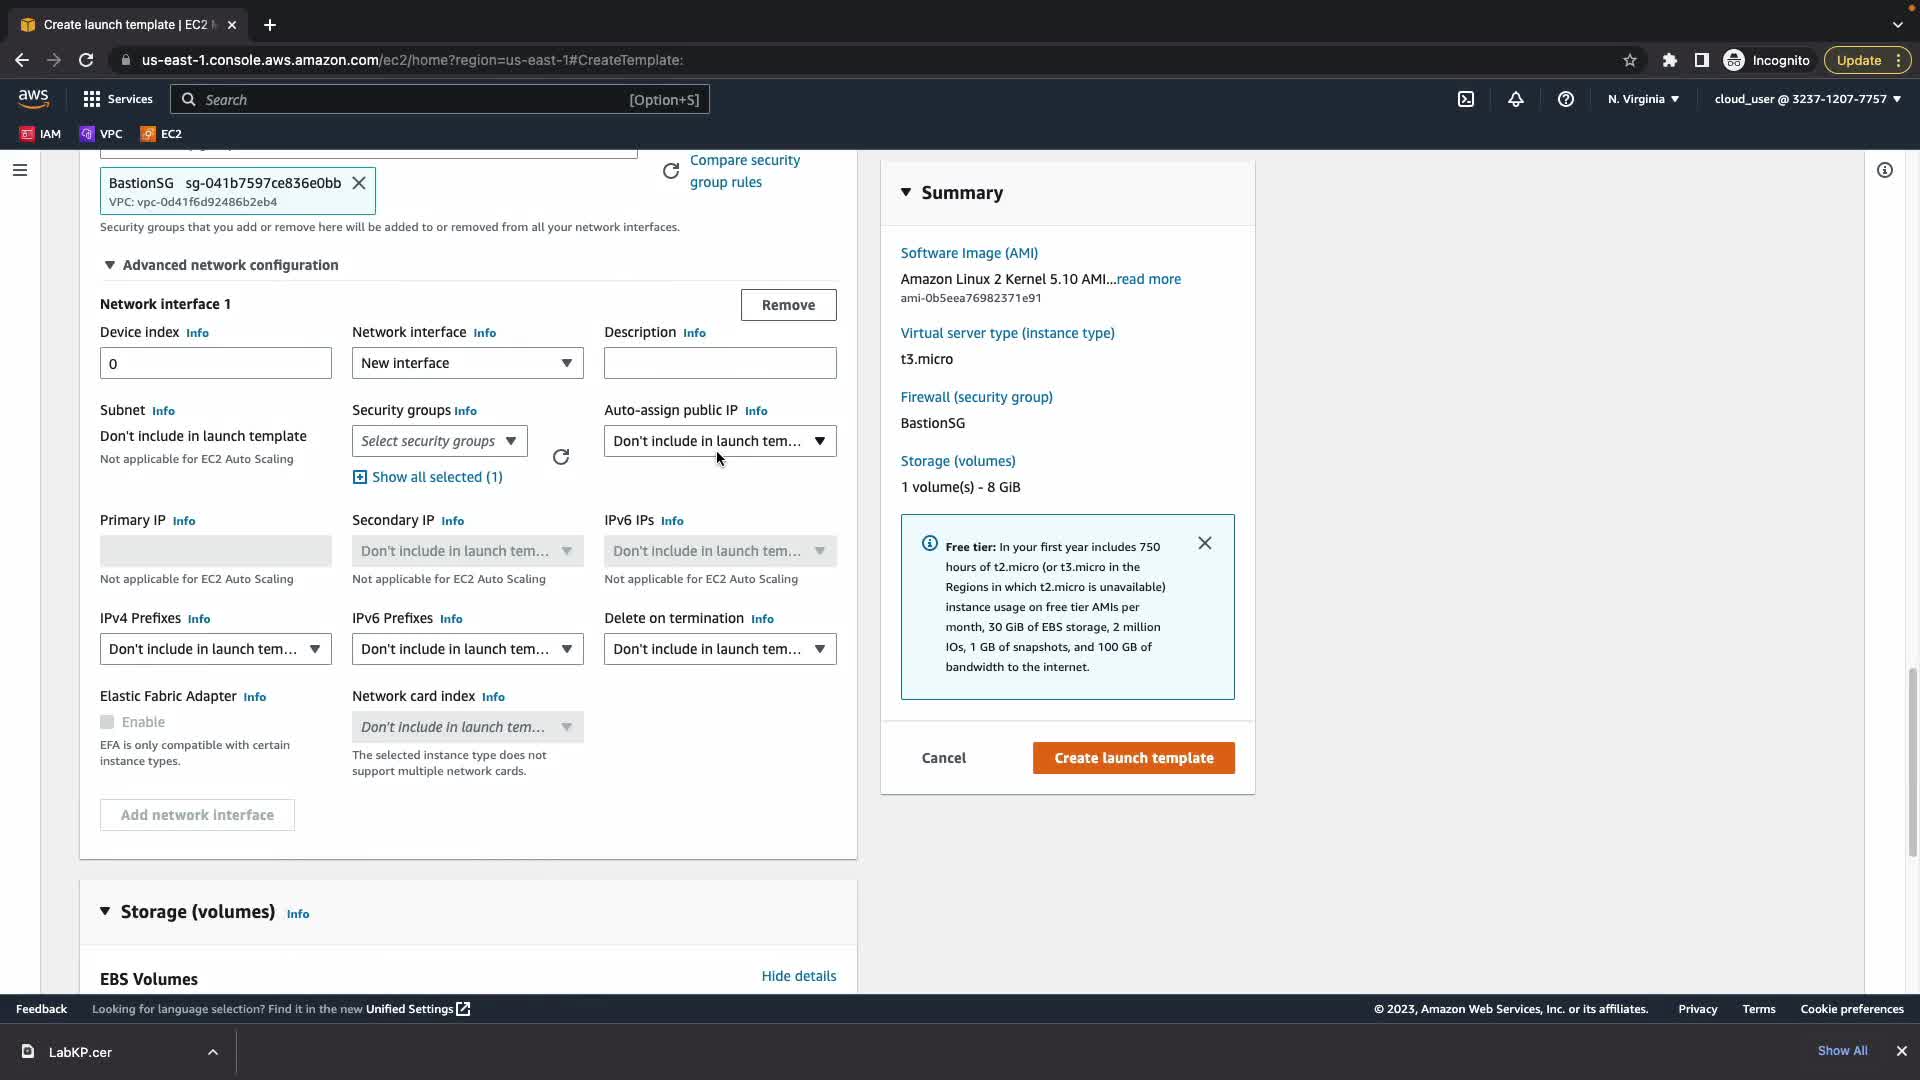 Create launch template | EC2
us-east-1.console.aws.amazon.com/ec2/home?region=us-east-1#CreateTemplate:
Incognito
Update
aws
Services
Search
[Option+S]
N. Virginia
cloud_user @ 3237-1207-7757
IAM
VPC
EC2
BastionSG sg-041b7597ce836e0bb
VPC: vpc-0d41f6d92486b2eb4
Compare security
group rules
Security groups that you add or remove here will be added to or removed from all your network interfaces.
Advanced network configuration
Network interface 1
Remove
Device index Info
Network interface Info
Description Info
0
New interface
Subnet Info
Security groups Info
Auto-assign public IP Info
Don't include in launch template
Not applicable for EC2 Auto Scaling
Select security groups
Don't include in launch tem...
Show all selected (1)
Primary IP Info
Secondary IP Info
IPv6 IPs Info
Don't include in launch tem...
Don't include in launch tem...
Not applicable for EC2 Auto Scaling
Not applicable for EC2 Auto Scaling
Not applicable for EC2 Auto Scaling
IPv4 Prefixes Info
IPv6 Prefixes Info
Delete on termination Info
Don't include in launch tem...
Don't include in launch tem...
Don't include in launch tem...
Elastic Fabric Adapter Info
Network card index Info
Enable
EFA is only compatible with certain
instance types.
Don't include in launch tem...
The selected instance type does not
support multiple network cards.
Add network interface
Storage (volumes) Info
EBS Volumes
Hide details
Summary
Software Image (AMI)
Amazon Linux 2 Kernel 5.10 AMI...read more
ami-0b5eea76982371e91
Virtual server type (instance type)
t3.micro
Firewall (security group)
BastionSG
Storage (volumes)
1 volume(s) - 8 GiB
Free tier: In your first year includes 750
hours of t2.micro (or t3.micro in the
Regions in which t2.micro is unavailable)
instance usage on free tier AMIs per
month, 30 GiB of EBS storage, 2 million
IOs, 1 GB of snapshots, and 100 GB of
bandwidth to the internet.
Cancel
Create launch template
Feedback
Looking for language selection? Find it in the new Unified Settings
© 2023, Amazon Web Services, Inc. or its affiliates.
Privacy
Terms
Cookie preferences
LabKP.cer
Show All